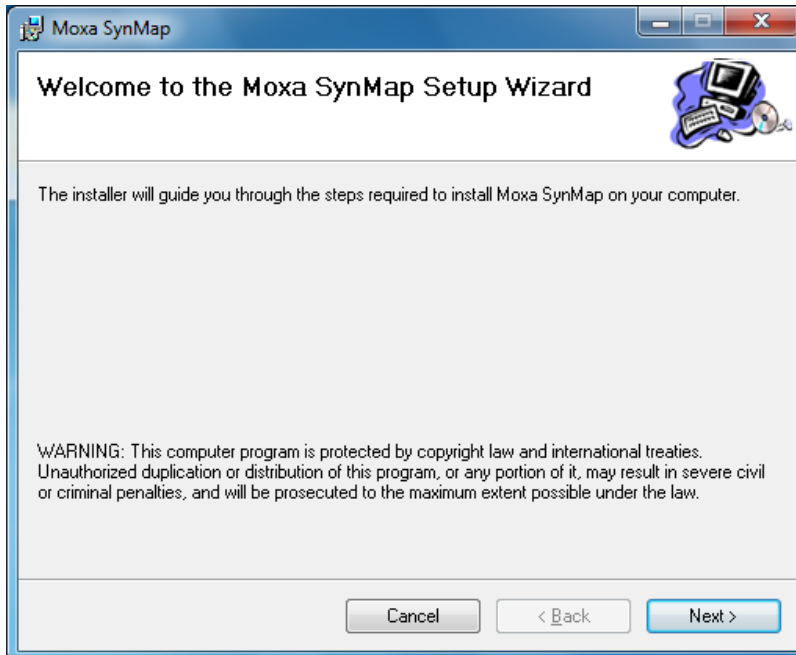 Moxa SynMap
Welcome to the Moxa SynMap Setup Wizard
The installer will guide you through the steps required to install Moxa SynMap on your computer.
WARNING: This computer program is protected by copyright law and international treaties.
Unauthorized duplication or distribution of this program, or any portion of it, may result in severe civil
or criminal penalties, and will be prosecuted to the maximum extent possible under the law.
Cancel
< Back
Next >